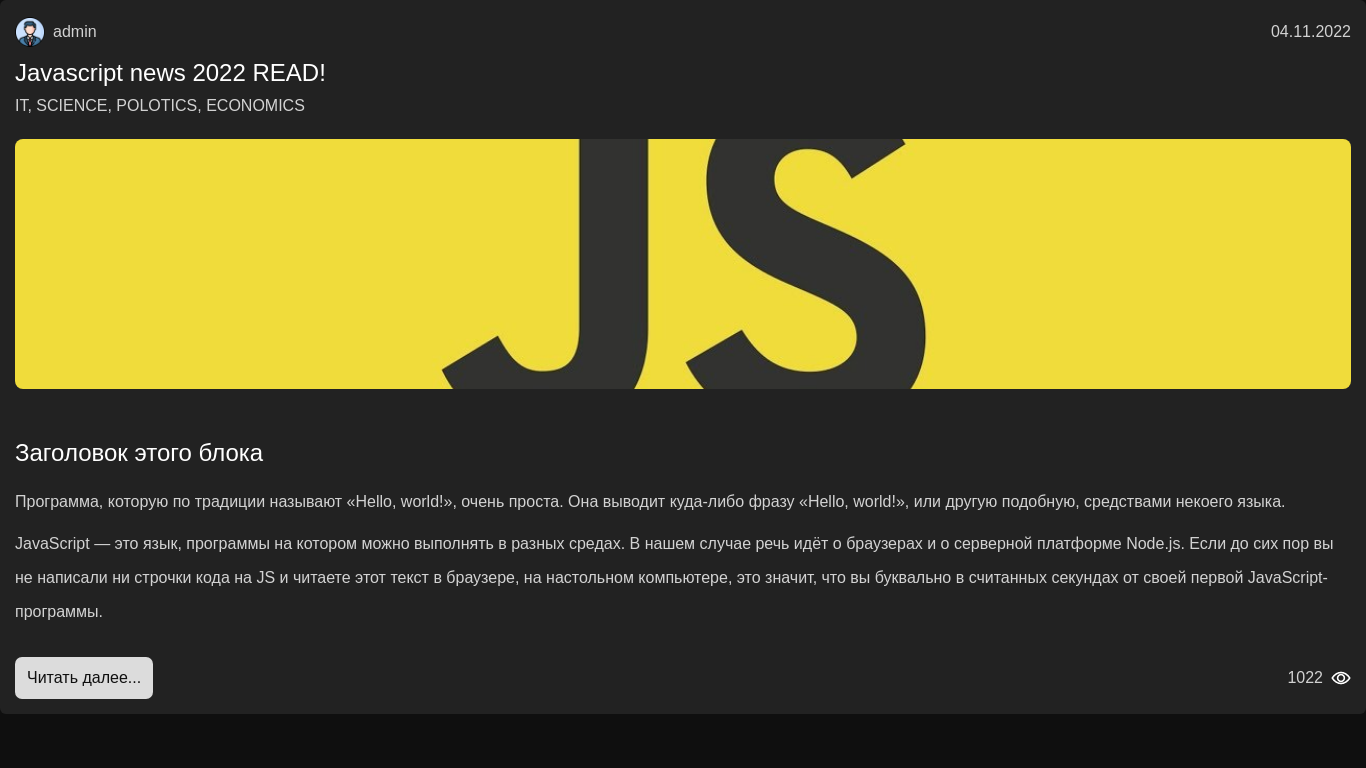 admin
04.11.2022
Javascript news 2022 READ!
IT, SCIENCE, POLOTICS, ECONOMICS
JS
Заголовок этого блока
Программа, которую по традиции называют «Hello, world!», очень проста. Она выводит куда-либо фразу «Hello, world!», или другую подобную, средствами некоего языка.
JavaScript — это язык, программы на котором можно выполнять в разных средах. В нашем случае речь идёт о браузерах и о серверной платформе Node.js. Если до сих пор вы
не написали ни строчки кода на JS и читаете этот текст в браузере, на настольном компьютере, это значит, что вы буквально в считанных секундах от своей первой JavaScript-
программы.
Читать далее...
1022